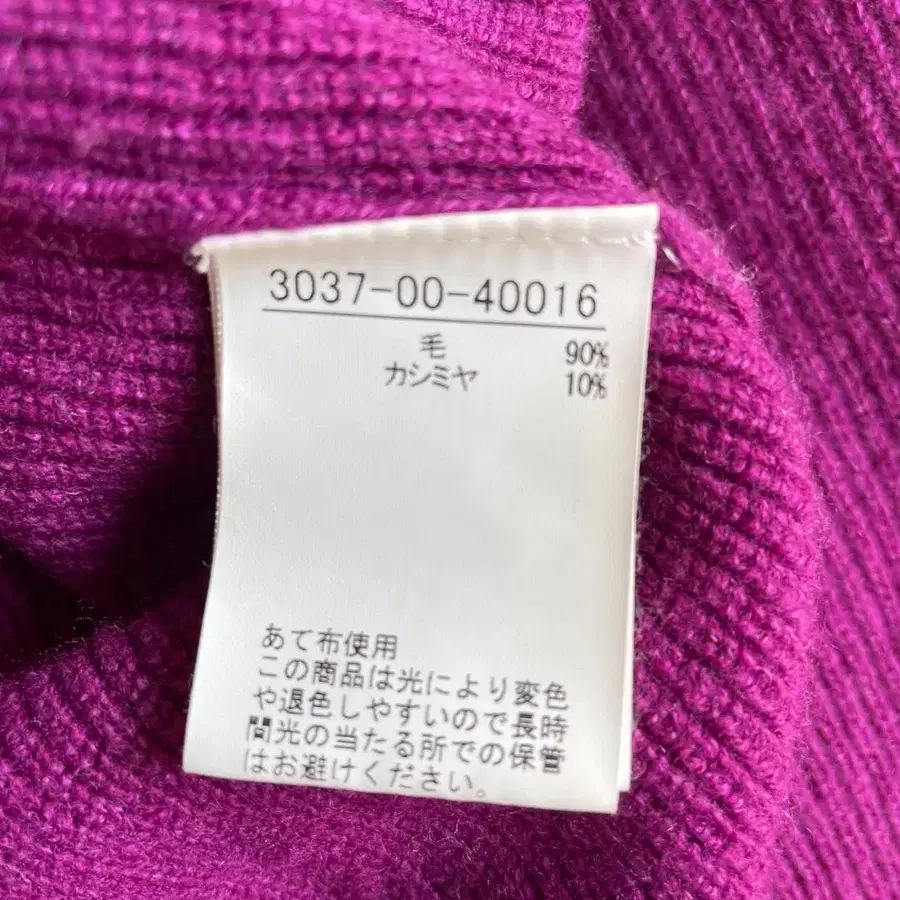 3037-00-40016
毛 90%
カシミヤ 10%
あて布使用
この商品は光により変色
や退色しやすいので長時
間光の当たる所での保管
はお避けください。